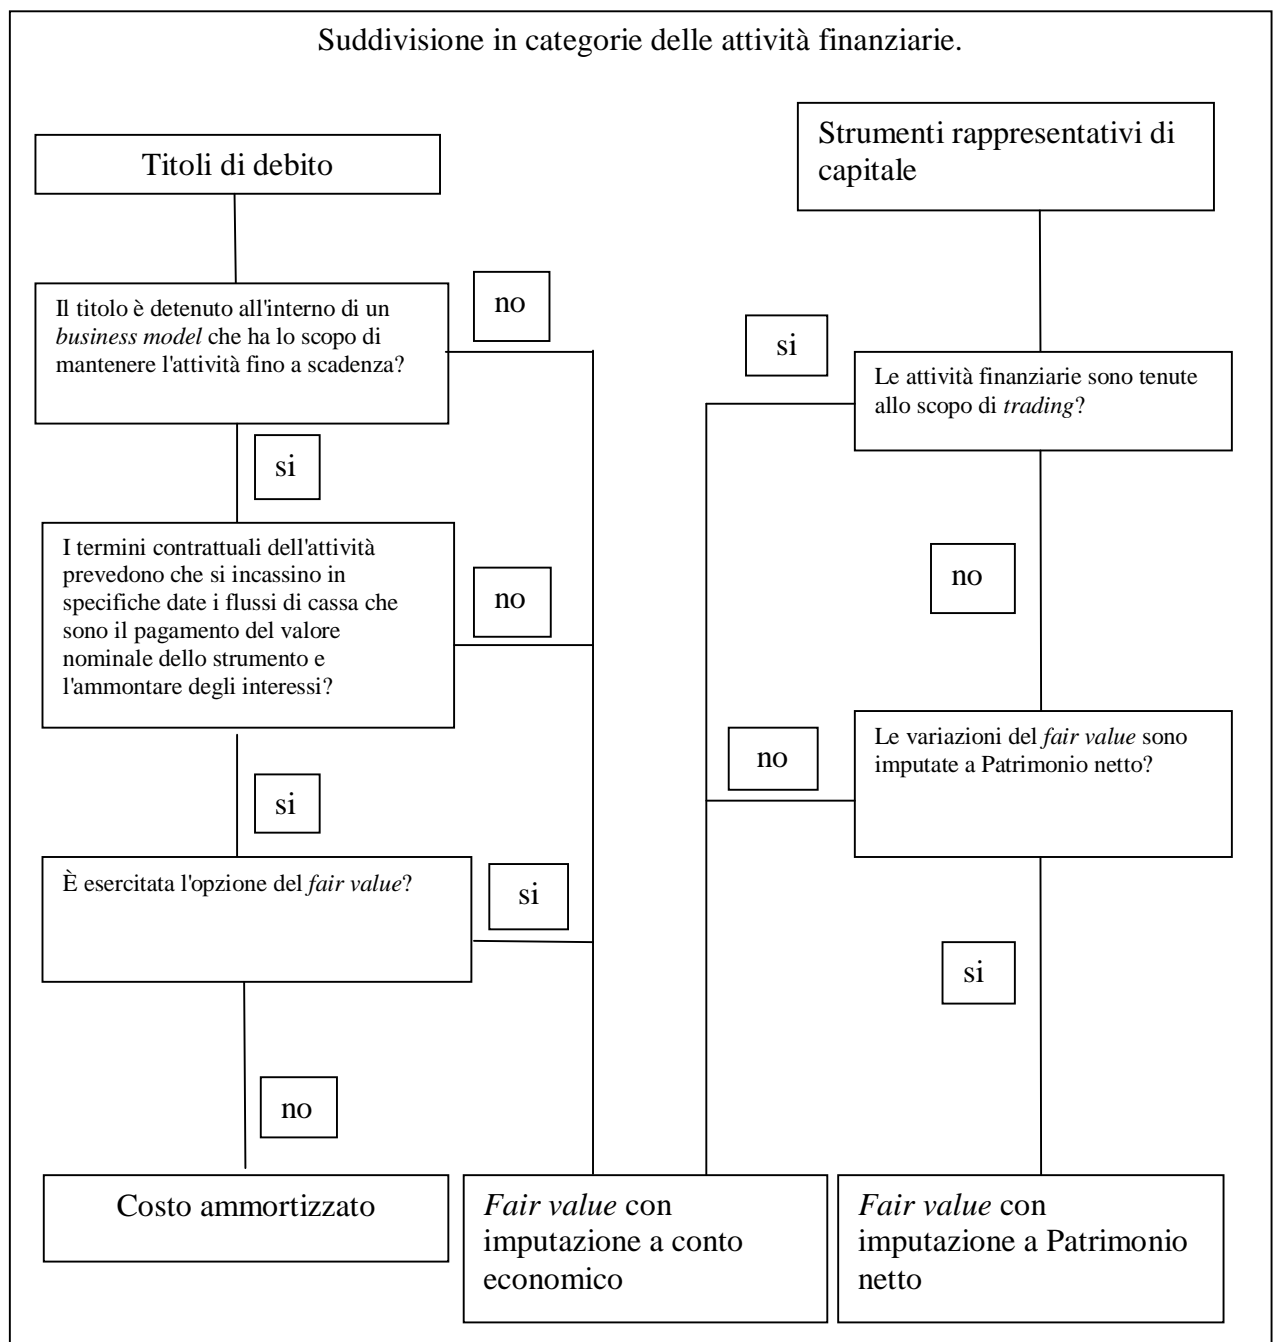 Suddivisione in categorie delle attività finanziarie.
Titoli di debito
Il titolo è detenuto all'interno di un
business model che ha lo scopo di
mantenere l'attività fino a scadenza?
no
si
I termini contrattuali dell'attività
prevedono che si incassino in
specifiche date i flussi di cassa che
sono il pagamento del valore
nominale dello strumento e
l'ammontare degli interessi?
no
si
È esercitata l'opzione del fair value?
si
no
Costo ammortizzato
Strumenti rappresentativi di
capitale
si
Le attività finanziarie sono tenute
allo scopo di trading?
no
Le variazioni del fair value sono
imputate a Patrimonio netto?
no
si
Fair value con
imputazione a conto
economico
Fair value con
imputazione a Patrimonio
netto